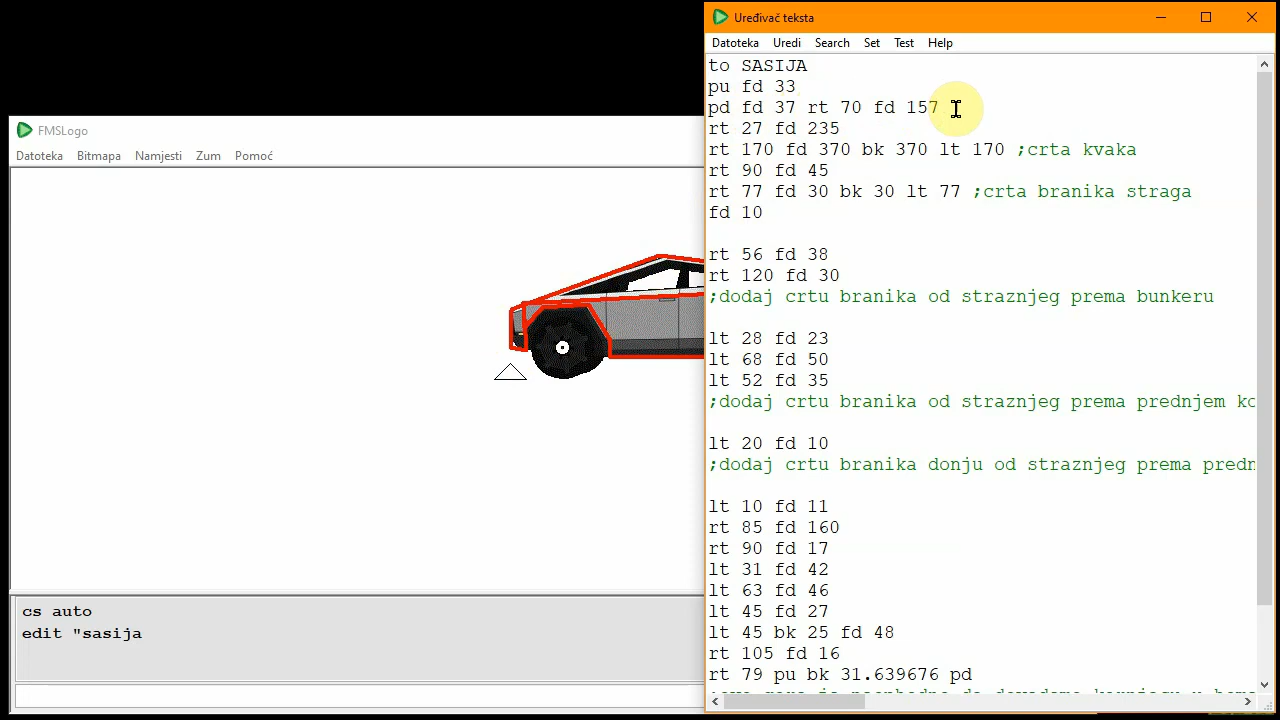 Uređivač teksta
Datoteka Uredi Search Set Test Help
to SASIJA
pu fd 33
pd fd 37 rt 70 fd 157
rt 27 fd 235
rt 170 fd 370 bk 370 lt 170 ;crta kvaka
rt 90 fd 45
rt 77 fd 30 bk 30 lt 77 ;crta branika straga
fd 10
rt 56 fd 38
rt 120 fd 30
;dodaj crtu branika od straznjeg prema bunkeru
lt 28 fd 23
lt 68 fd 50
lt 52 fd 35
;dodaj crtu branika od straznjeg prema prednjem
lt 20 fd 10
;dodaj crtu branika donju od straznjeg prema
lt 10 fd 11
rt 85 fd 160
rt 90 fd 17
lt 31 fd 42
lt 63 fd 46
lt 45 fd 27
lt 45 bk 25 fd 48
rt 105 fd 16
rt 79 pu bk 31.639676 pd
FMSLogo
Datoteka Bitmapa Namjesti Zum Pomoć
cs auto
edit "sasija